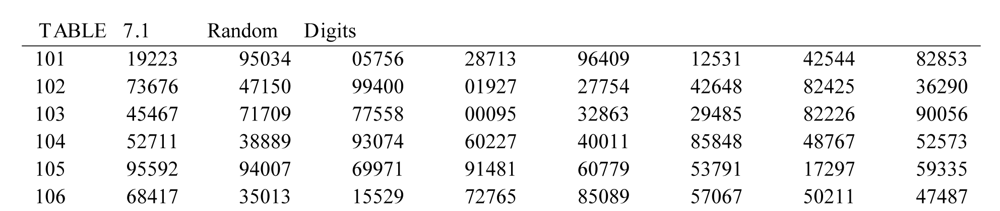 TABLE 7.1 Random Digits
101 19223 95034 05756 28713 96409 12531 42544 82853
102 73676 47150 99400 01927 27754 42648 82425 36290
103 45467 71709 77558 00095 32863 29485 82226 90056
104 52711 38889 93074 60227 40011 85848 48767 52573
105 95592 94007 69971 91481 60779 53791 17297 59335
106 68417 35013 15529 72765 85089 57067 50211 47487